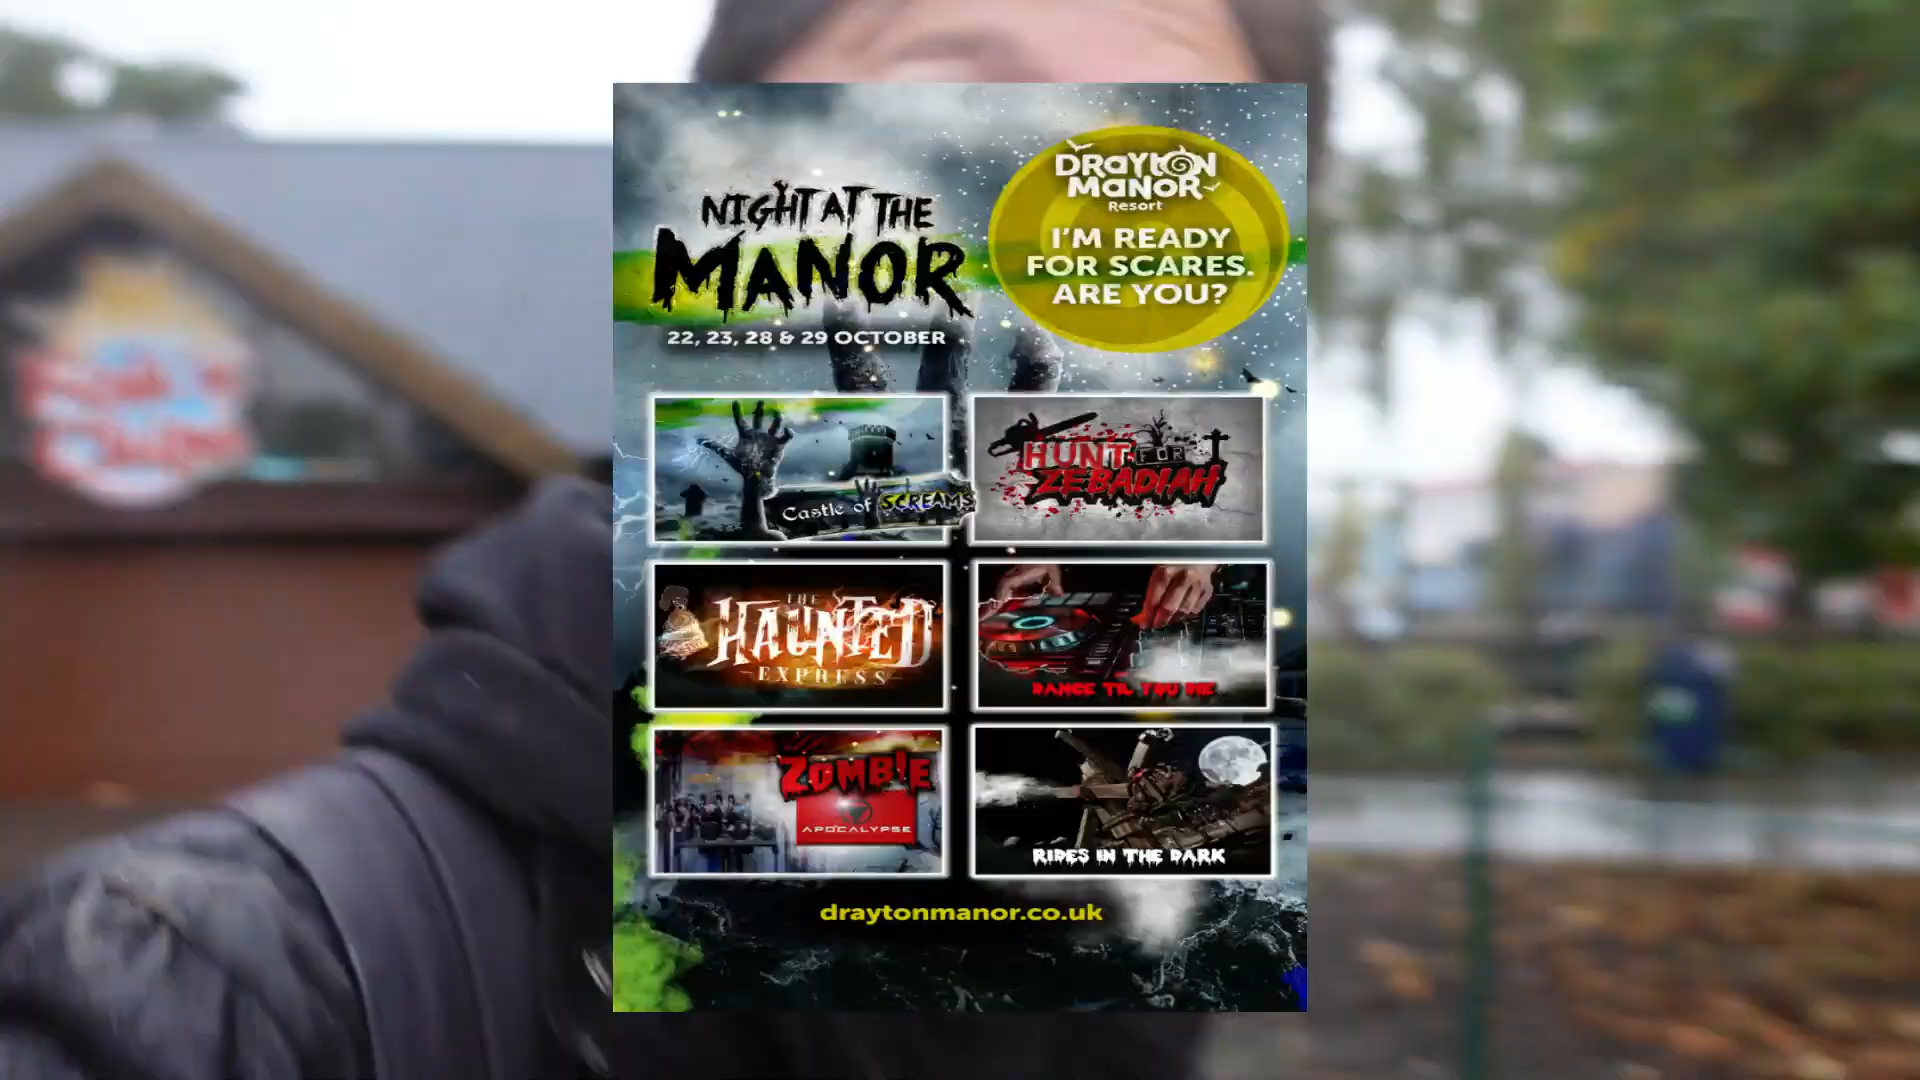 NIGHT AT THE
MANOR
22, 23, 28 & 29 OCTOBER
DRAYTON
MANOR
Resort
I'M READY
FOR SCARES.
ARE YOU?
Castle of SCREAMS
HUNT FOR
ZEBADIAH
THE
HAUNTED
EXPRESS
DANCE TIL YOU DIE
ZOMBIE
APOCALYPSE
RIDES IN THE DARK
draytonmanor.co.uk